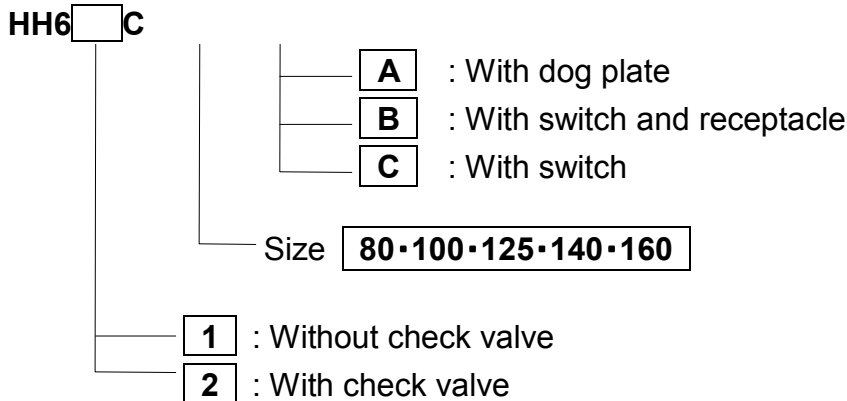 HH6 C
A : With dog plate
B : With switch and receptacle
C : With switch
Size 80･100･125･140･160
1 : Without check valve
2 : With check valve